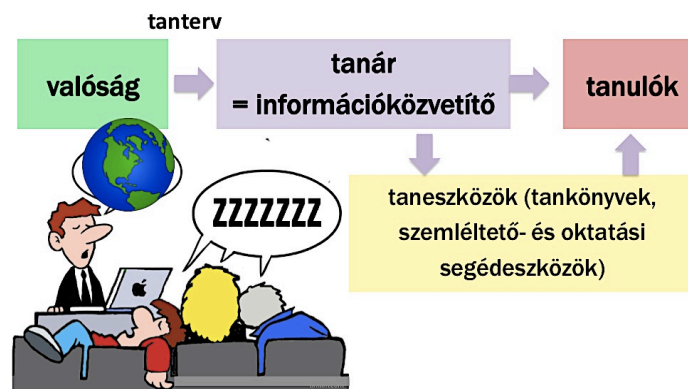 tanterv
valóság
tanár
= információközvetítő
tanulók
taneszközök (tankönyvek,
szemléltető- és oktatási
segédeszközök)
ZZZZZZZ